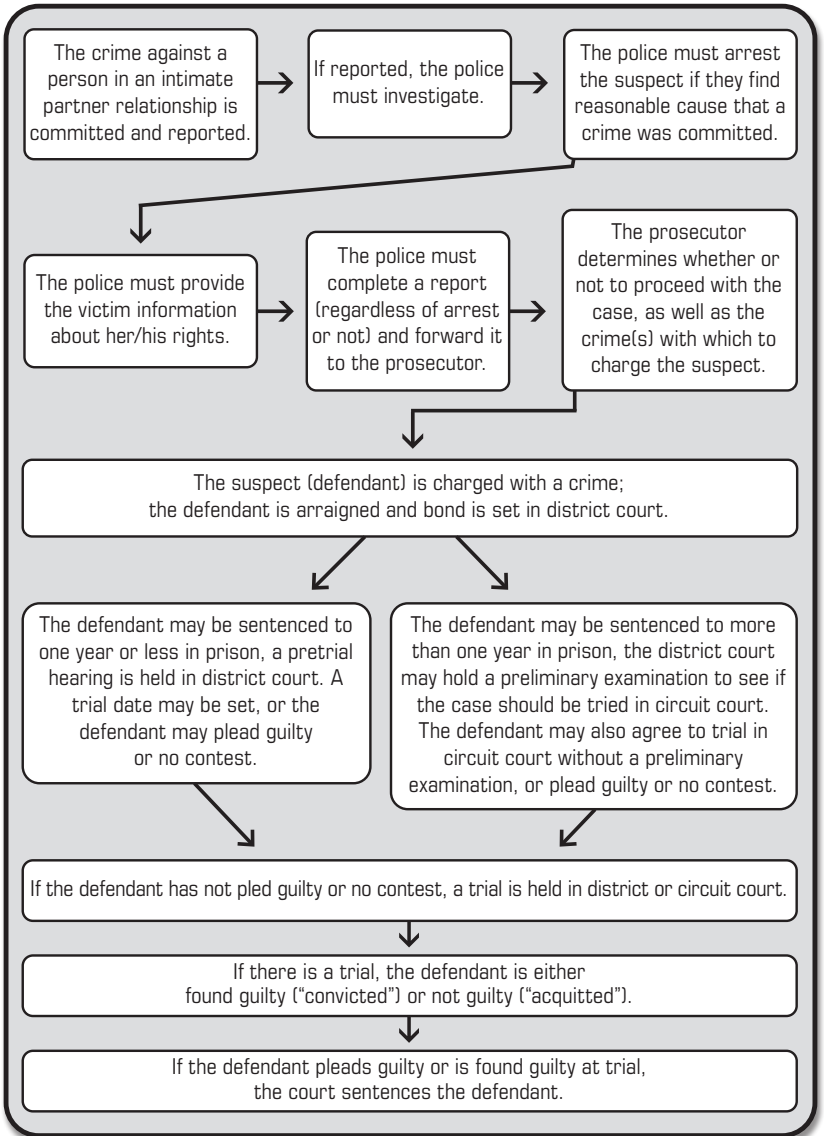 The crime against a
person in an intimate
partner relationship is
committed and reported.
If reported, the police
must investigate.
The police must arrest
the suspect if they find
reasonable cause that a
crime was committed.
The police must provide
the victim information
about her/his rights.
The police must
complete a report
(regardless of arrest
or not) and forward it
to the prosecutor.
The prosecutor
determines whether or
not to proceed with the
case, as well as the
crime(s) with which to
charge the suspect.
The suspect (defendant) is charged with a crime;
the defendant is arraigned and bond is set in district court.
The defendant may be sentenced to
one year or less in prison, a pretrial
hearing is held in district court. A
trial date may be set, or the
defendant may plead guilty
or no contest.
The defendant may be sentenced to more
than one year in prison, the district court
may hold a preliminary examination to see if
the case should be tried in circuit court.
The defendant may also agree to trial in
circuit court without a preliminary
examination, or plead guilty or no contest.
If the defendant has not pled guilty or no contest, a trial is held in district or circuit court.
If there is a trial, the defendant is either
found guilty (“convicted”) or not guilty (“acquitted”).
If the defendant pleads guilty or is found guilty at trial,
the court sentences the defendant.